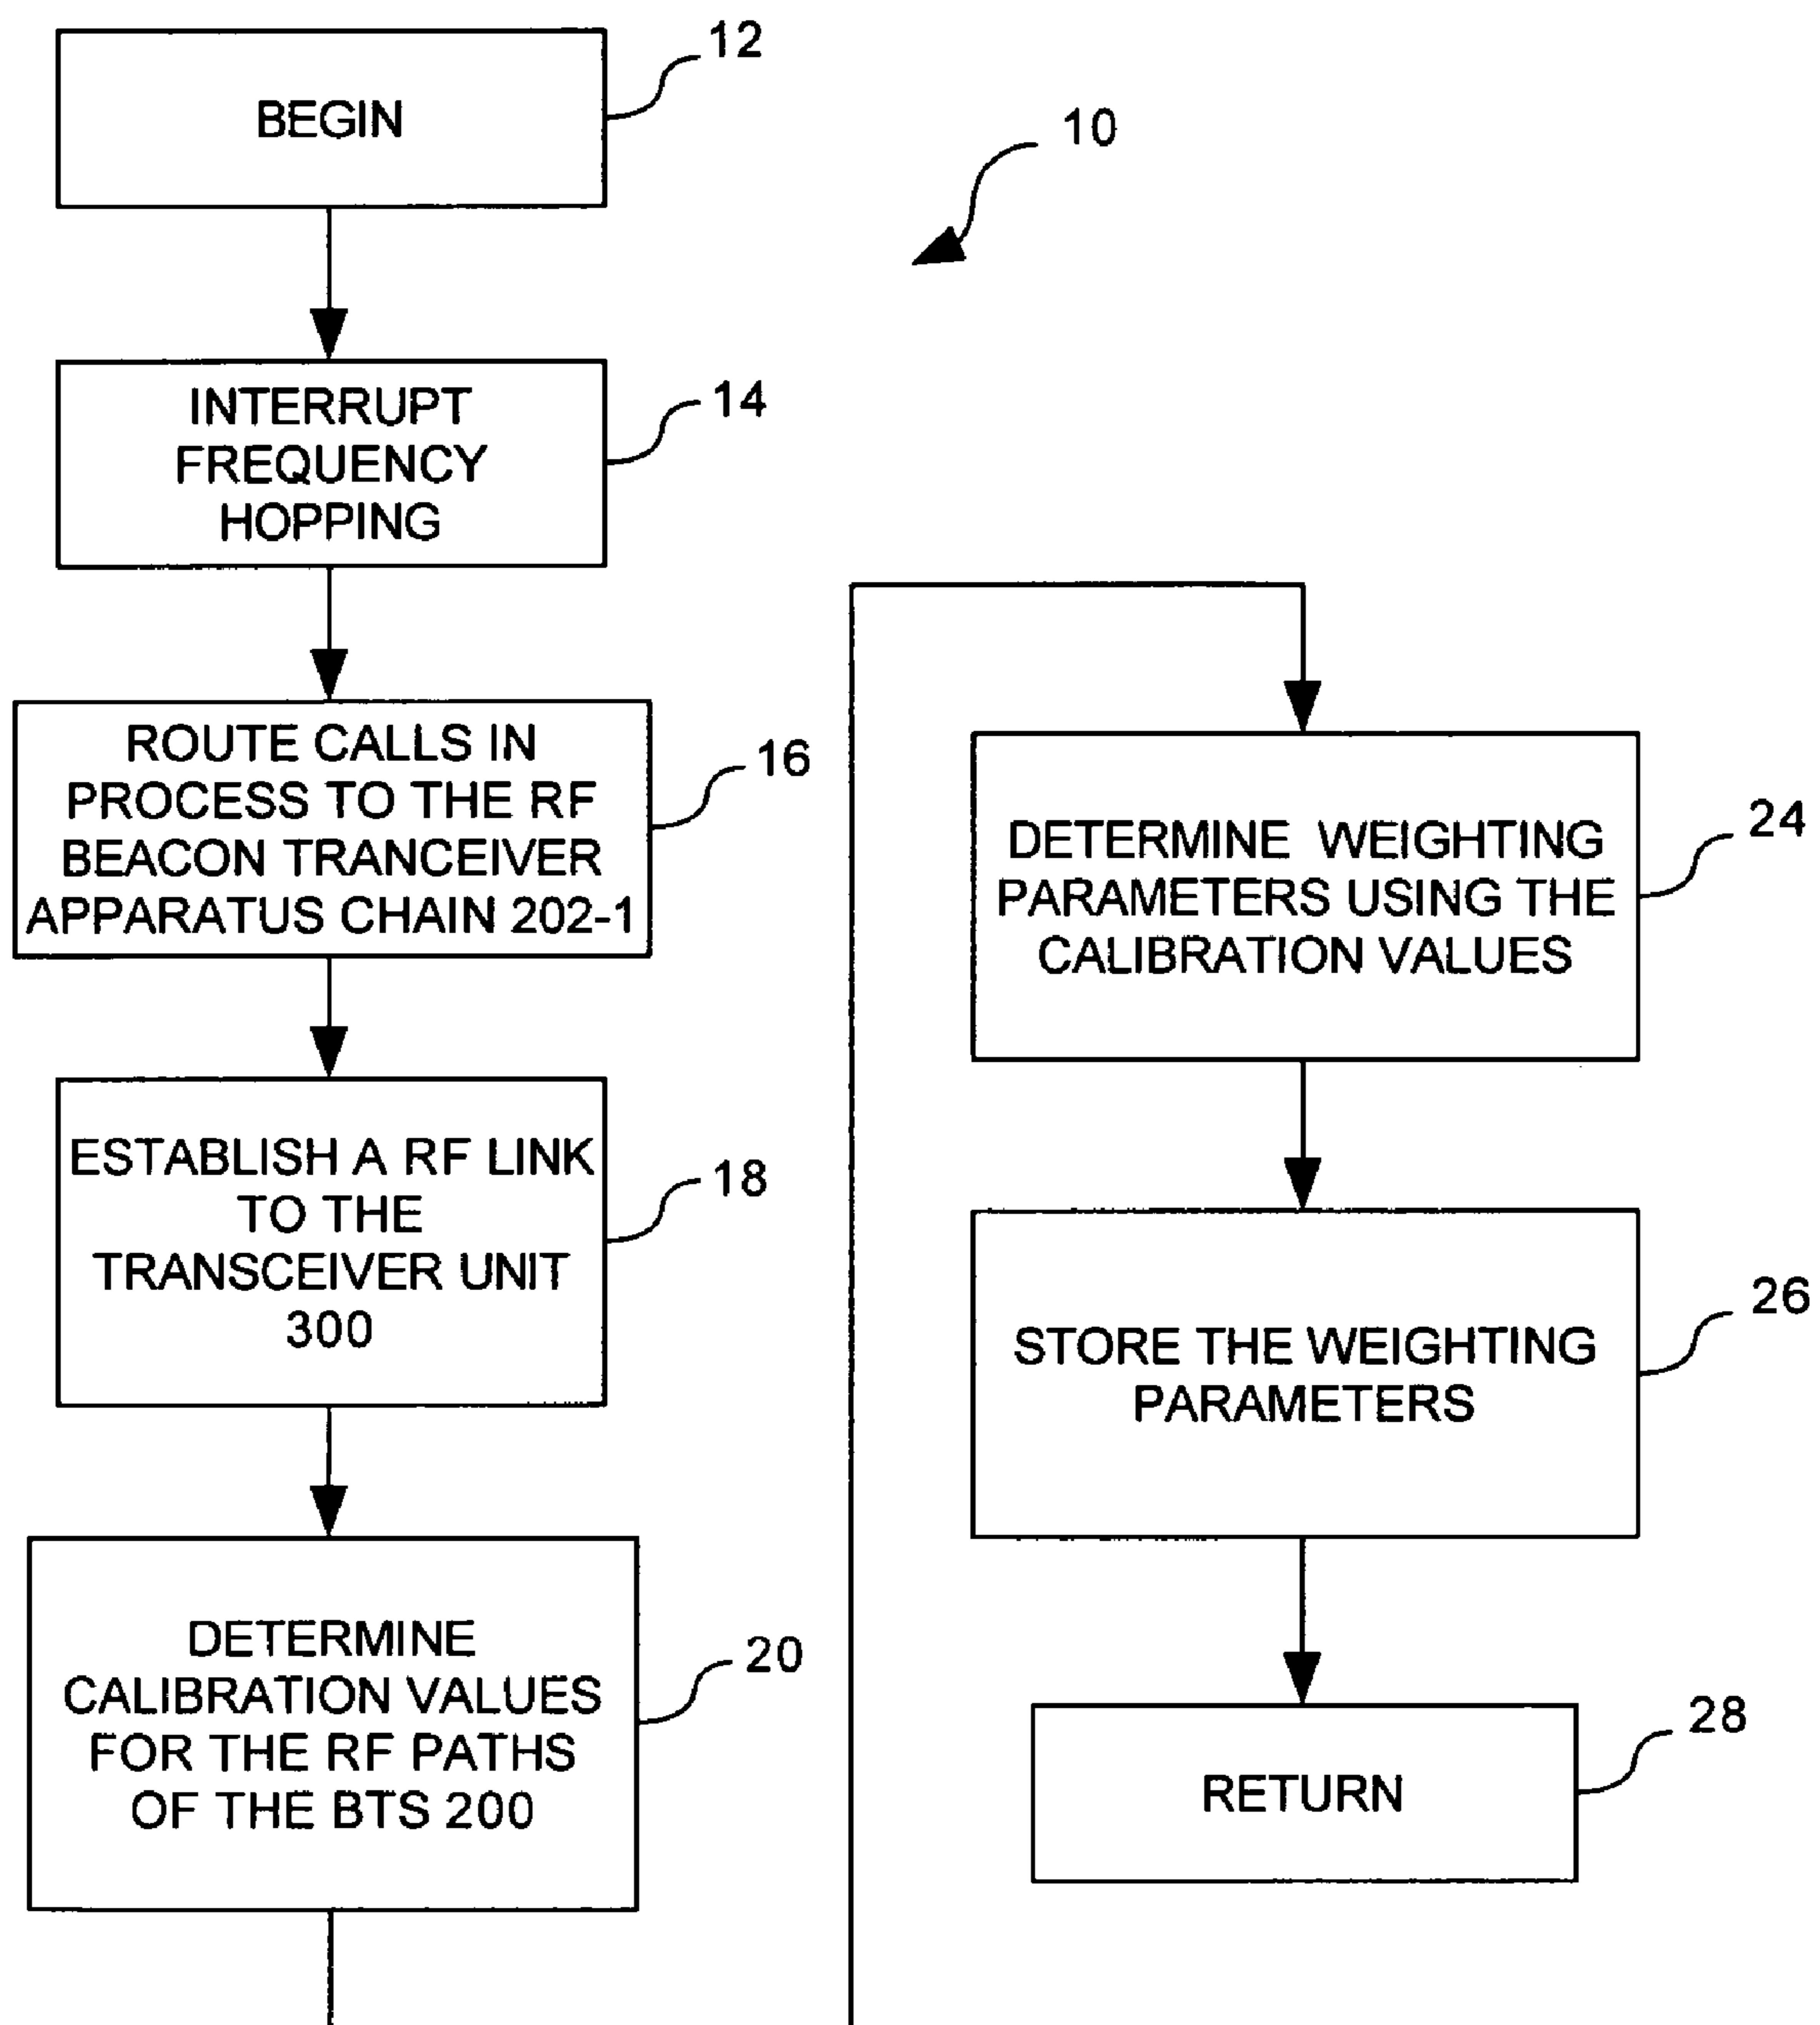 BEGIN
12
10
INTERRUPT
FREQUENCY
HOPPING
14
ROUTE CALLS IN
PROCESS TO THE RF
BEACON TRANCEIVER
APPARATUS CHAIN 202-1
16
ESTABLISH A RF LINK
TO THE
TRANSCEIVER UNIT
300
18
DETERMINE
CALIBRATION VALUES
FOR THE RF PATHS
OF THE BTS 200
20
DETERMINE WEIGHTING
PARAMETERS USING THE
CALIBRATION VALUES
24
STORE THE WEIGHTING
PARAMETERS
26
RETURN
28